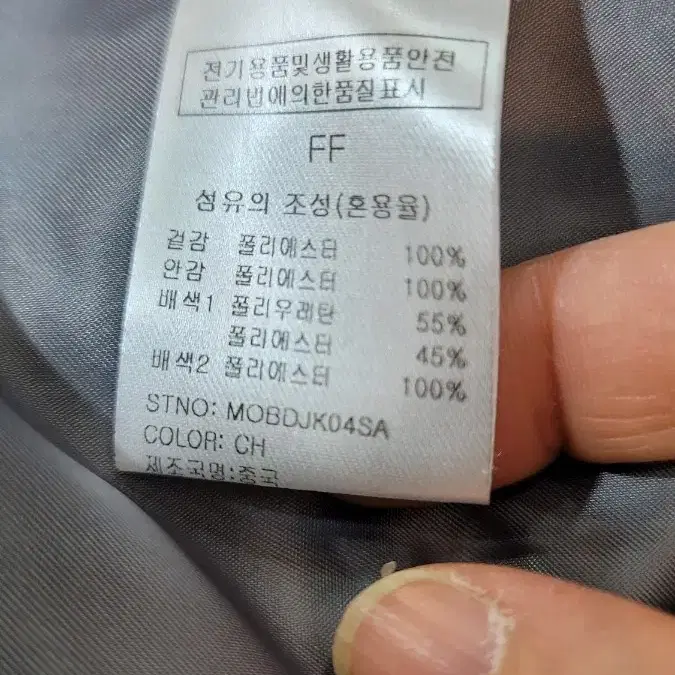 전기용품및생활용품안전
관리법에의한품질표시
FF
섬유의 조성(혼용율)
겉감 폴리에스터 100%
안감 폴리에스터 100%
배색1 폴리우레탄 55%
폴리에스터 45%
배색2 폴리에스터 100%
STNO: MOBDJK04SA
COLOR: CH
제조국명:중국